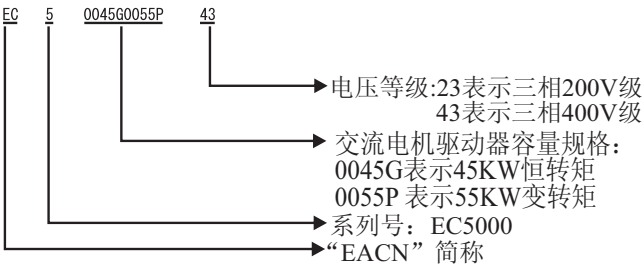 EC 5 0045G0055P 43
电压等级:23表示三相200V级
43表示三相400V级
交流电机驱动器容量规格：
0045G表示45KW恒转矩
0055P 表示55KW变转矩
系列号：EC5000
“EACN”简称